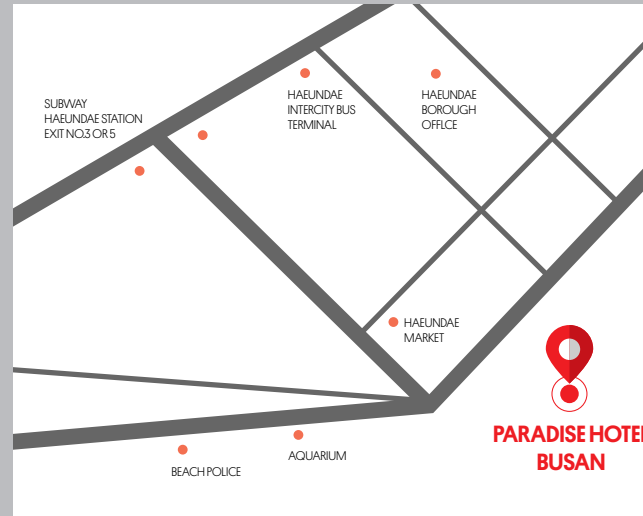 SUBWAY
HAEUNDAE STATION
EXIT NO.3 OR 5
HAEUNDAE
INTERCITY BUS
TERMINAL
HAEUNDAE
BOROUGH
OFFLCE
HAEUNDAE
MARKET
PARADISE HOTEL
BUSAN
AQUARIUM
BEACH POLICE